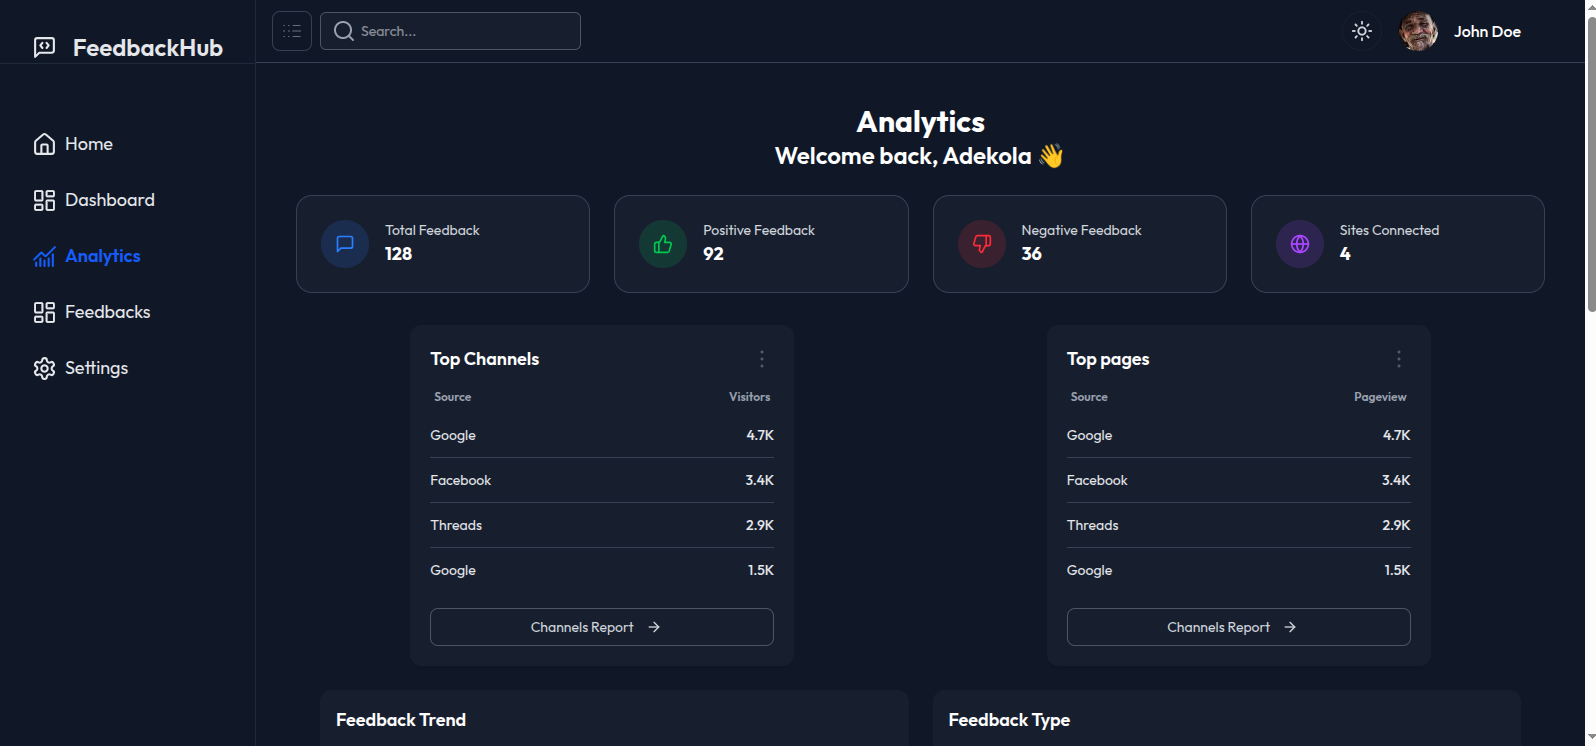 FeedbackHub
Search...
John Doe
Home
Dashboard
Analytics
Feedbacks
Settings
Analytics
Welcome back, Adekola 👋
Total Feedback
128
Positive Feedback
92
Negative Feedback
36
Sites Connected
4
Top Channels
Source Visitors
Google 4.7K
Facebook 3.4K
Threads 2.9K
Google 1.5K
Channels Report →
Top pages
Source Pageview
Google 4.7K
Facebook 3.4K
Threads 2.9K
Google 1.5K
Channels Report →
Feedback Trend
Feedback Type